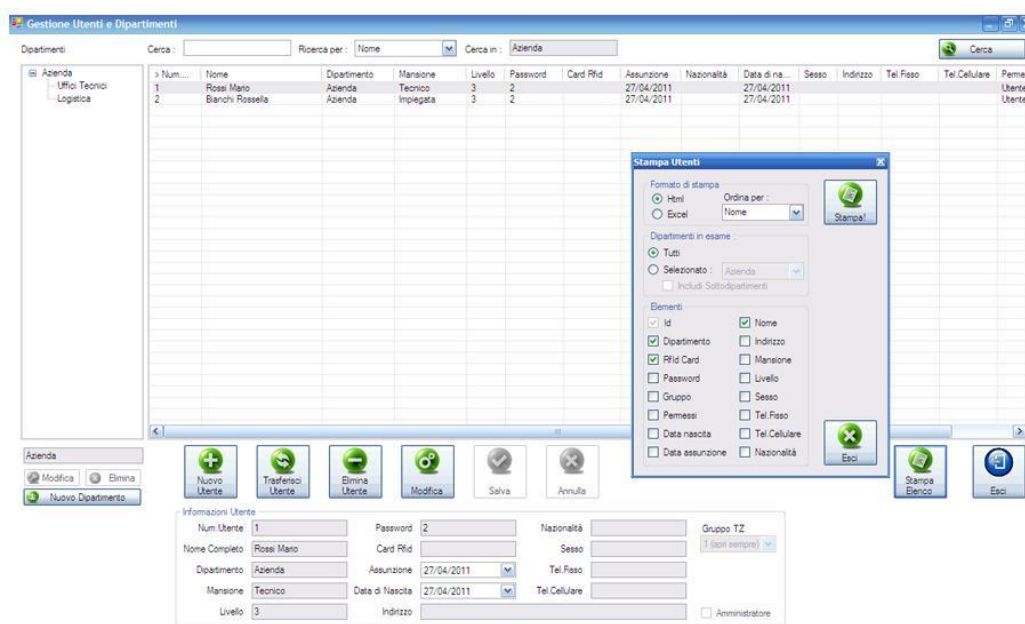 Gestione Utenti e Dipartimenti
Dipartimenti Cerca : Ricerca per : Nome Cerca in : Azienda Cerca
Azienda
Uffici Tecnici
Logistica
> Num.... Nome Dipartimento Mansione Livello Password Card Rfid Assunzione Nazionalità Data di na... Sesso Indirizzo Tel.Fisso Tel.Cellulare Perme
1 Rossi Mario Azienda Tecnico 3 2 27/04/2011 27/04/2011 Utente
2 Bianchi Rossella Azienda Impiegata 3 2 27/04/2011 27/04/2011 Utente
Stampa Utenti
Formato di stampa
Html Ordina per :
Excel Nome
Stampa!
Dipartimenti in esame :
Tutti
Selezionato : Azienda
Includi Sottodipartimenti
Elementi
Id Nome
Dipartimento Indirizzo
Rfid Card Mansione
Password Livello
Gruppo Sesso
Permessi Tel.Fisso
Data nascita Tel.Cellulare
Data assunzione Nazionalità
Esci
Azienda
Modifica Elimina
Nuovo Dipartimento
Nuovo Utente
Trasferisci Utente
Elimina Utente
Modifica
Salva
Annulla
Stampa Elenco
Esci
Informazioni Utente
Num.Utente 1 Password 2 Nazionalità Gruppo TZ
Nome Completo Rossi Mario Card Rfid Sesso 1 (apri sempre)
Dipartimento Azienda Assunzione 27/04/2011 Tel.Fisso
Mansione Tecnico Data di Nascita 27/04/2011 Tel.Cellulare
Livello 3 Indirizzo Amministratore